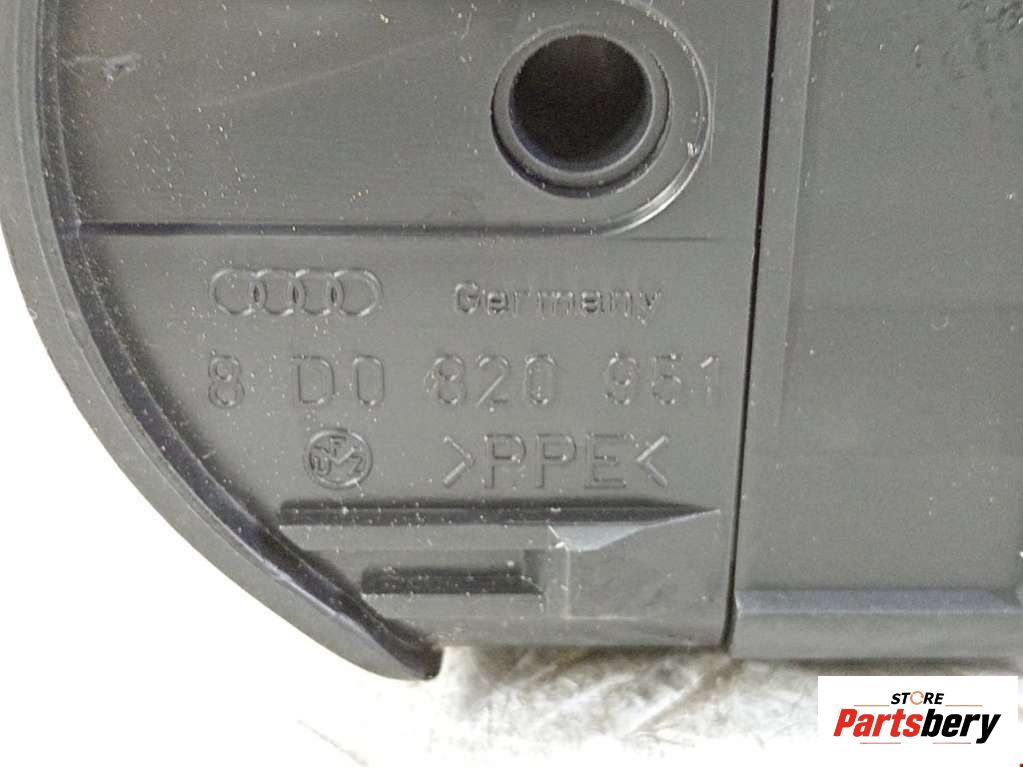 Germany
8 D0 820 951
>PPE<
STORE
Partsbery